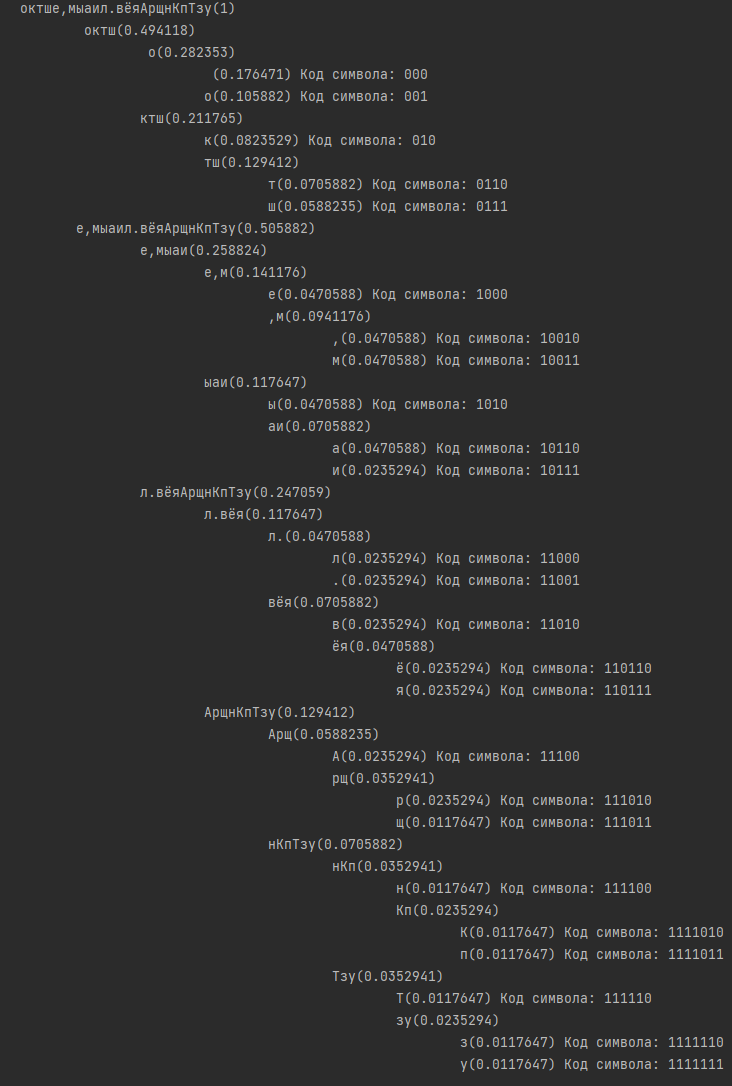 октше,мыаил.вёяАрщнКпТзу(1)
октш(0.494118)
о(0.282353)
(0.176471) Код символа: 000
о(0.105882) Код символа: 001
ктш(0.211765)
к(0.0823529) Код символа: 010
тш(0.129412)
т(0.0705882) Код символа: 0110
ш(0.0588235) Код символа: 0111
е,мыаил.вёяАрщнКпТзу(0.505882)
е,мыаи(0.258824)
е,м(0.141176)
е(0.0470588) Код символа: 1000
,м(0.0941176)
,(0.0470588) Код символа: 10010
м(0.0470588) Код символа: 10011
ыаи(0.117647)
ы(0.0470588) Код символа: 1010
аи(0.0705882)
а(0.0470588) Код символа: 10110
и(0.0235294) Код символа: 10111
л.вёяАрщнКпТзу(0.247059)
л.вёя(0.117647)
л.(0.0470588)
л(0.0235294) Код символа: 11000
.(0.0235294) Код символа: 11001
вёя(0.0705882)
в(0.0235294) Код символа: 11010
ёя(0.0470588)
ё(0.0235294) Код символа: 110110
я(0.0235294) Код символа: 110111
АрщнКпТзу(0.129412)
Арщ(0.0588235)
А(0.0235294) Код символа: 11100
рщ(0.0352941)
р(0.0235294) Код символа: 111010
щ(0.0117647) Код символа: 111011
нКпТзу(0.0705882)
нКп(0.0352941)
н(0.0117647) Код символа: 111100
Кп(0.0235294)
К(0.0117647) Код символа: 1111010
п(0.0117647) Код символа: 1111011
Тзу(0.0352941)
Т(0.0117647) Код символа: 111110
зу(0.0235294)
з(0.0117647) Код символа: 1111110
у(0.0117647) Код символа: 1111111